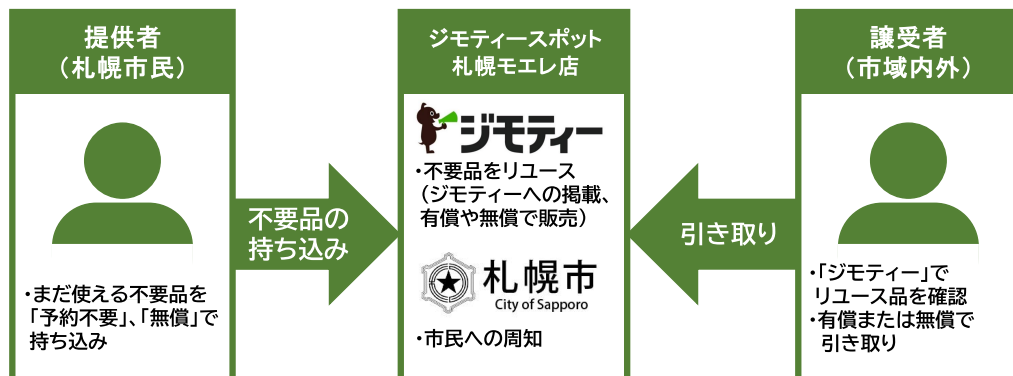 提供者
（札幌市民）
・まだ使える不要品を
「予約不要」、「無償」で
持ち込み
不要品の
持ち込み
ジモティースポット
札幌モエレ店
ジモティー
・不要品をリユース
（ジモティーへの掲載、
有償や無償で販売）
札幌市
City of Sapporo
・市民への周知
引き取り
譲受者
（市域内外）
・「ジモティー」で
リユース品を確認
・有償または無償で
引き取り